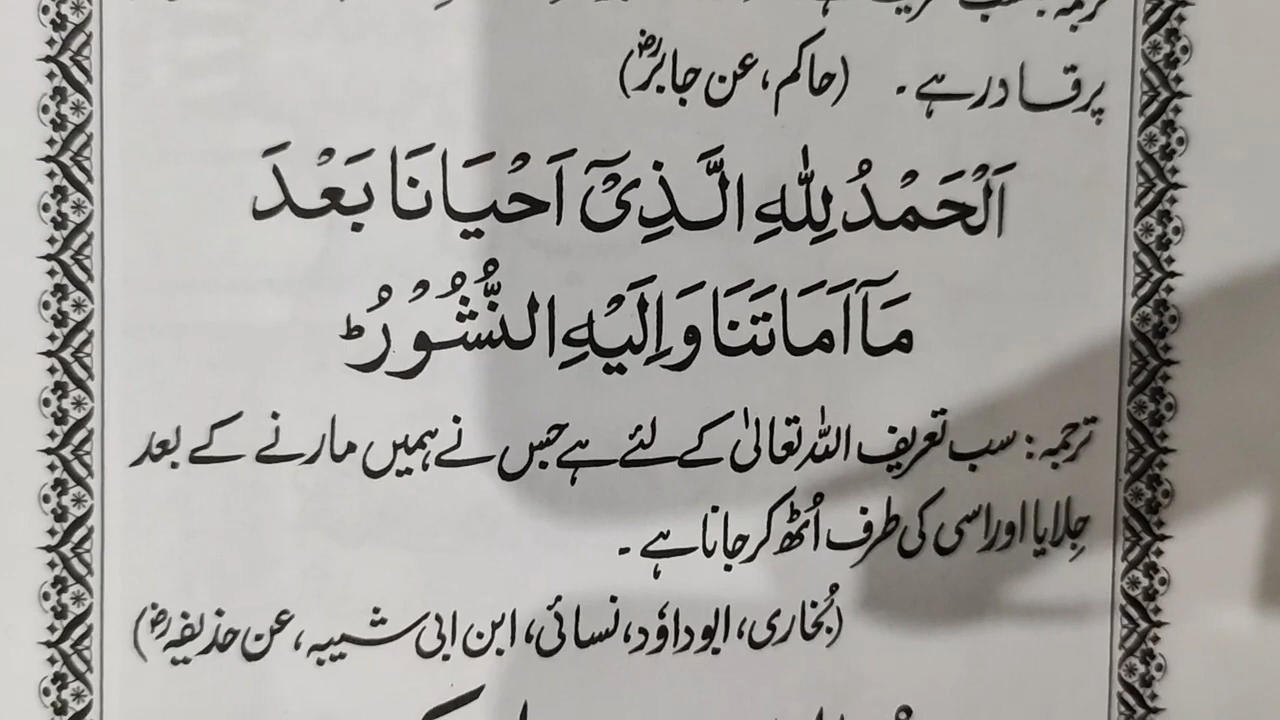 پر قادر ہے۔ (حاکم، عن جابرؓ)
اَلْحَمْدُ لِلّٰهِ الَّذِیْٓ اَحْیَانَا بَعْدَ
مَآ اَمَاتَنَا وَاِلَیْهِ النُّشُوْرُؕ
ترجمہ: سب تعریف اللہ تعالیٰ کے لئے ہے جس نے ہمیں مارنے کے بعد
جِلایا اور اسی کی طرف اُٹھ کر جانا ہے۔
(بُخاری، ابوداوٗد، نسائی، ابن ابی شیبہ، عن حذیفہؓ)